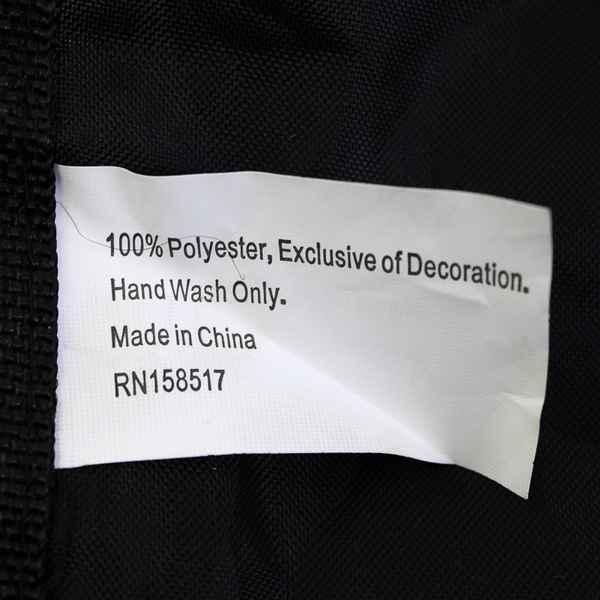 100% Polyester, Exclusive of Decoration.
Hand Wash Only.
Made in China
RN158517